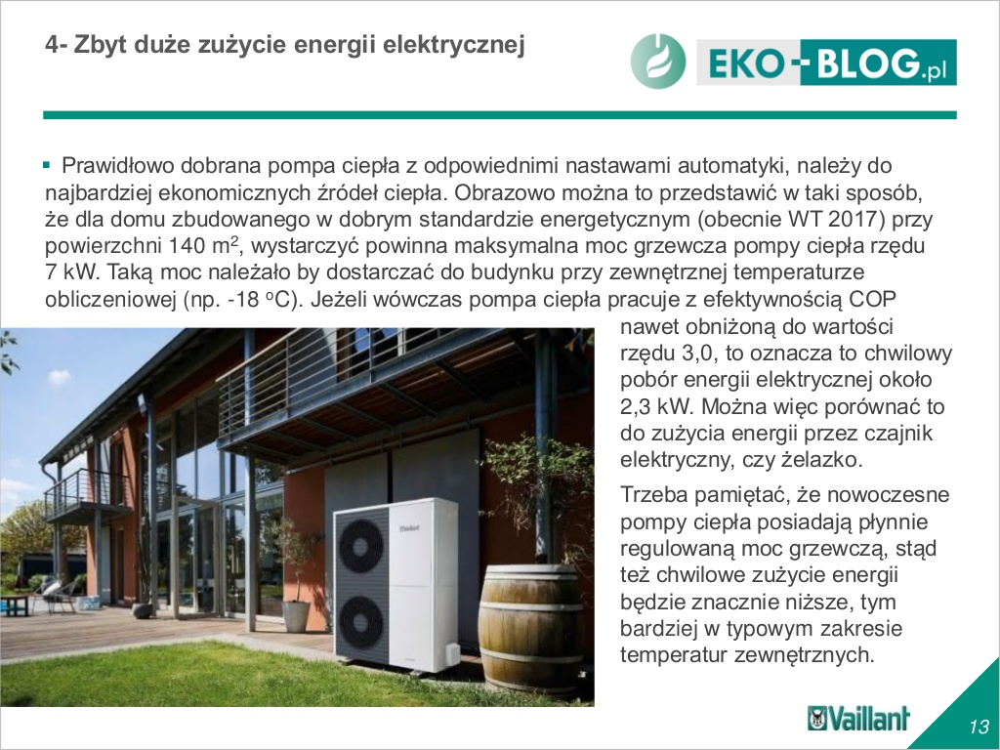 4- Zbyt duże zużycie energii elektrycznej
EKO-BLOG.pl
▪ Prawidłowo dobrana pompa ciepła z odpowiednimi nastawami automatyki, należy do
najbardziej ekonomicznych źródeł ciepła. Obrazowo można to przedstawić w taki sposób,
że dla domu zbudowanego w dobrym standardzie energetycznym (obecnie WT 2017) przy
powierzchni 140 m², wystarczyć powinna maksymalna moc grzewcza pompy ciepła rzędu
7 kW. Taką moc należało by dostarczać do budynku przy zewnętrznej temperaturze
obliczeniowej (np. -18 ºC). Jeżeli wówczas pompa ciepła pracuje z efektywnością COP
nawet obniżoną do wartości
rzędu 3,0, to oznacza to chwilowy
pobór energii elektrycznej około
2,3 kW. Można więc porównać to
do zużycia energii przez czajnik
elektryczny, czy żelazko.
Trzeba pamiętać, że nowoczesne
pompy ciepła posiadają płynnie
regulowaną moc grzewczą, stąd
też chwilowe zużycie energii
będzie znacznie niższe, tym
bardziej w typowym zakresie
temperatur zewnętrznych.
Vaillant
Vaillant
13